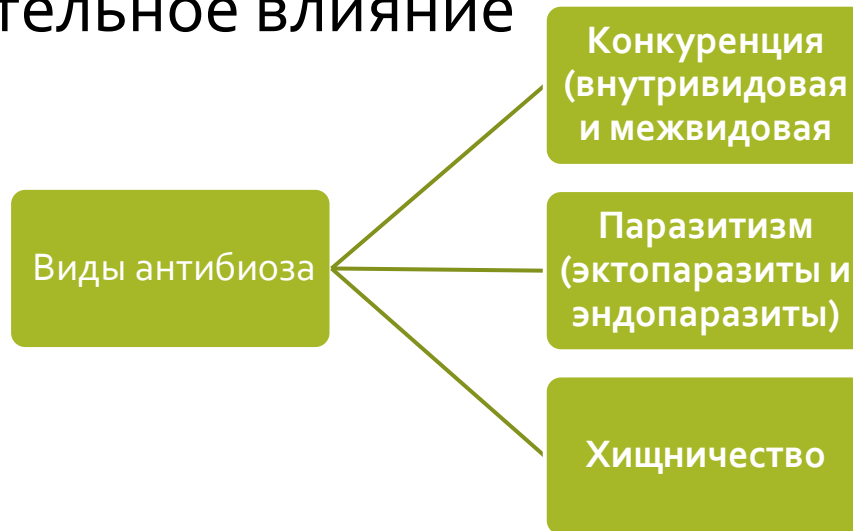 тельное влияние
Конкуренция
(внутривидовая
и межвидовая
Виды антибиоза
Паразитизм
(эктопаразиты и
эндопаразиты)
Хищничество